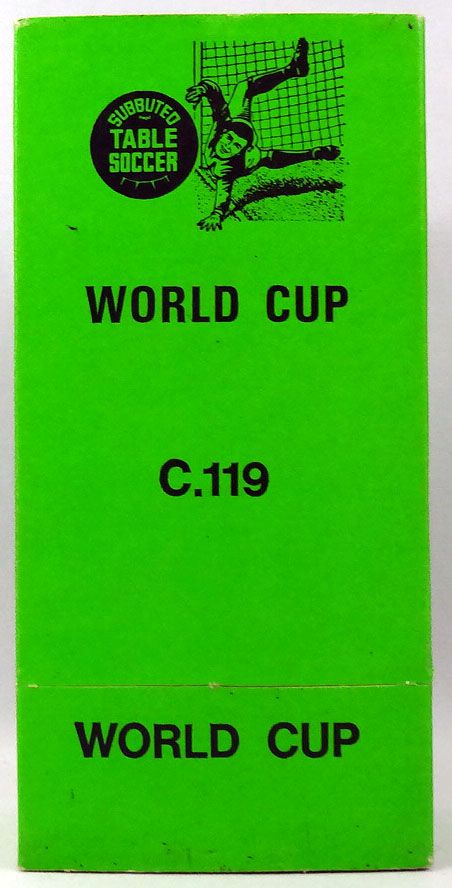 SUBBUTEO
TABLE
SOCCER
WORLD CUP
C.119
WORLD CUP